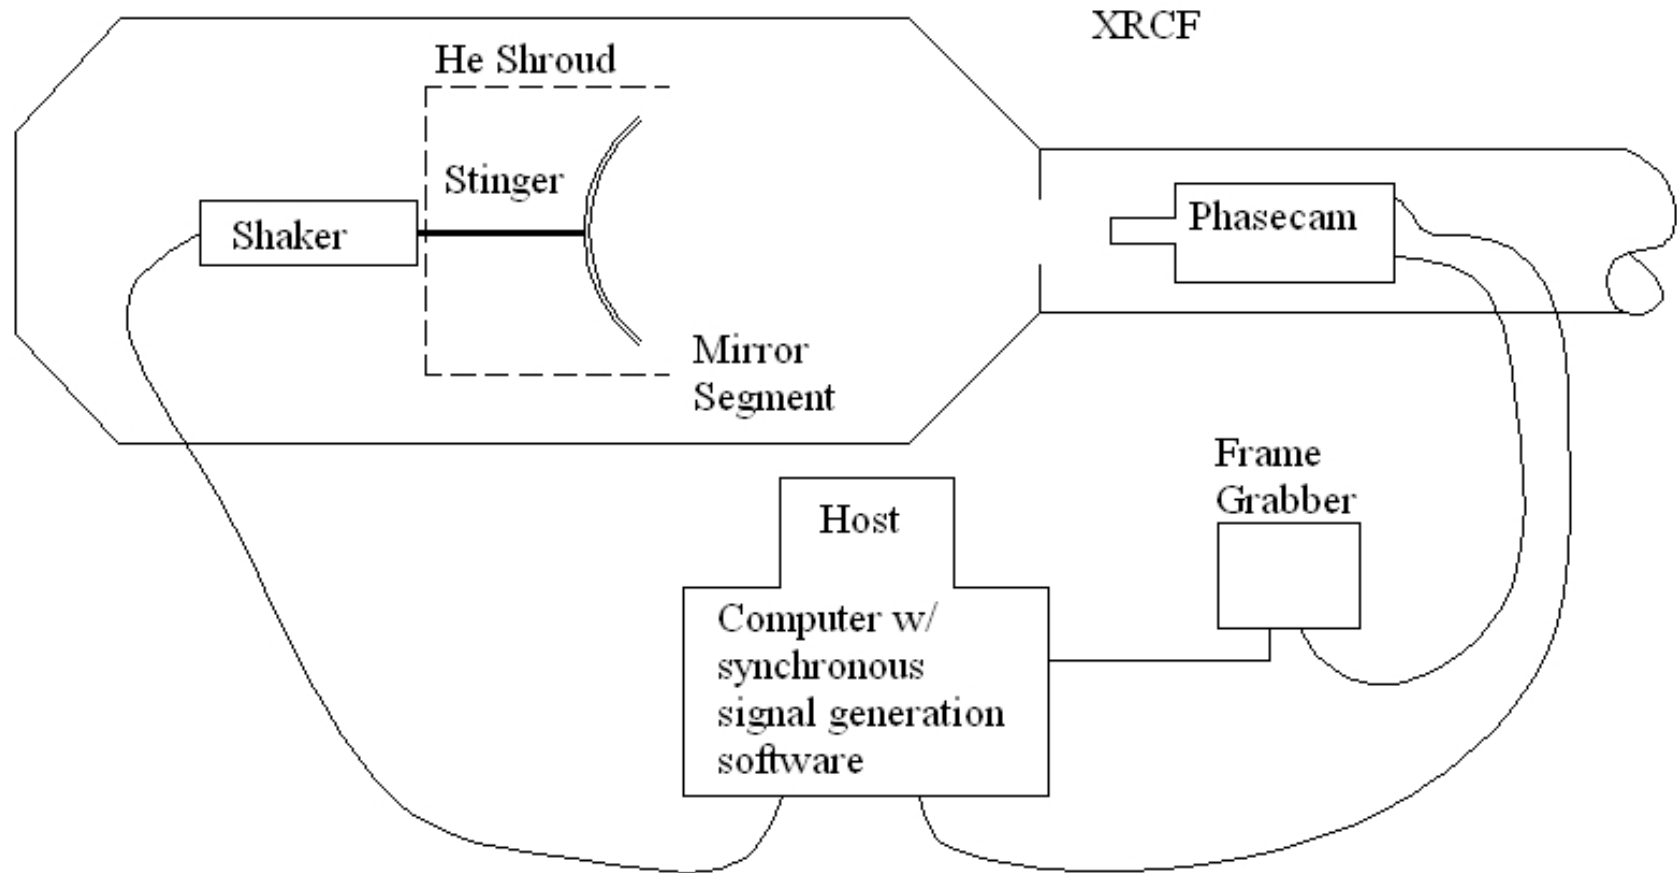 XRCF
He Shroud
Stinger
Shaker
Phasecam
Mirror
Segment
Frame
Grabber
Host
Computer w/
synchronous
signal generation
software